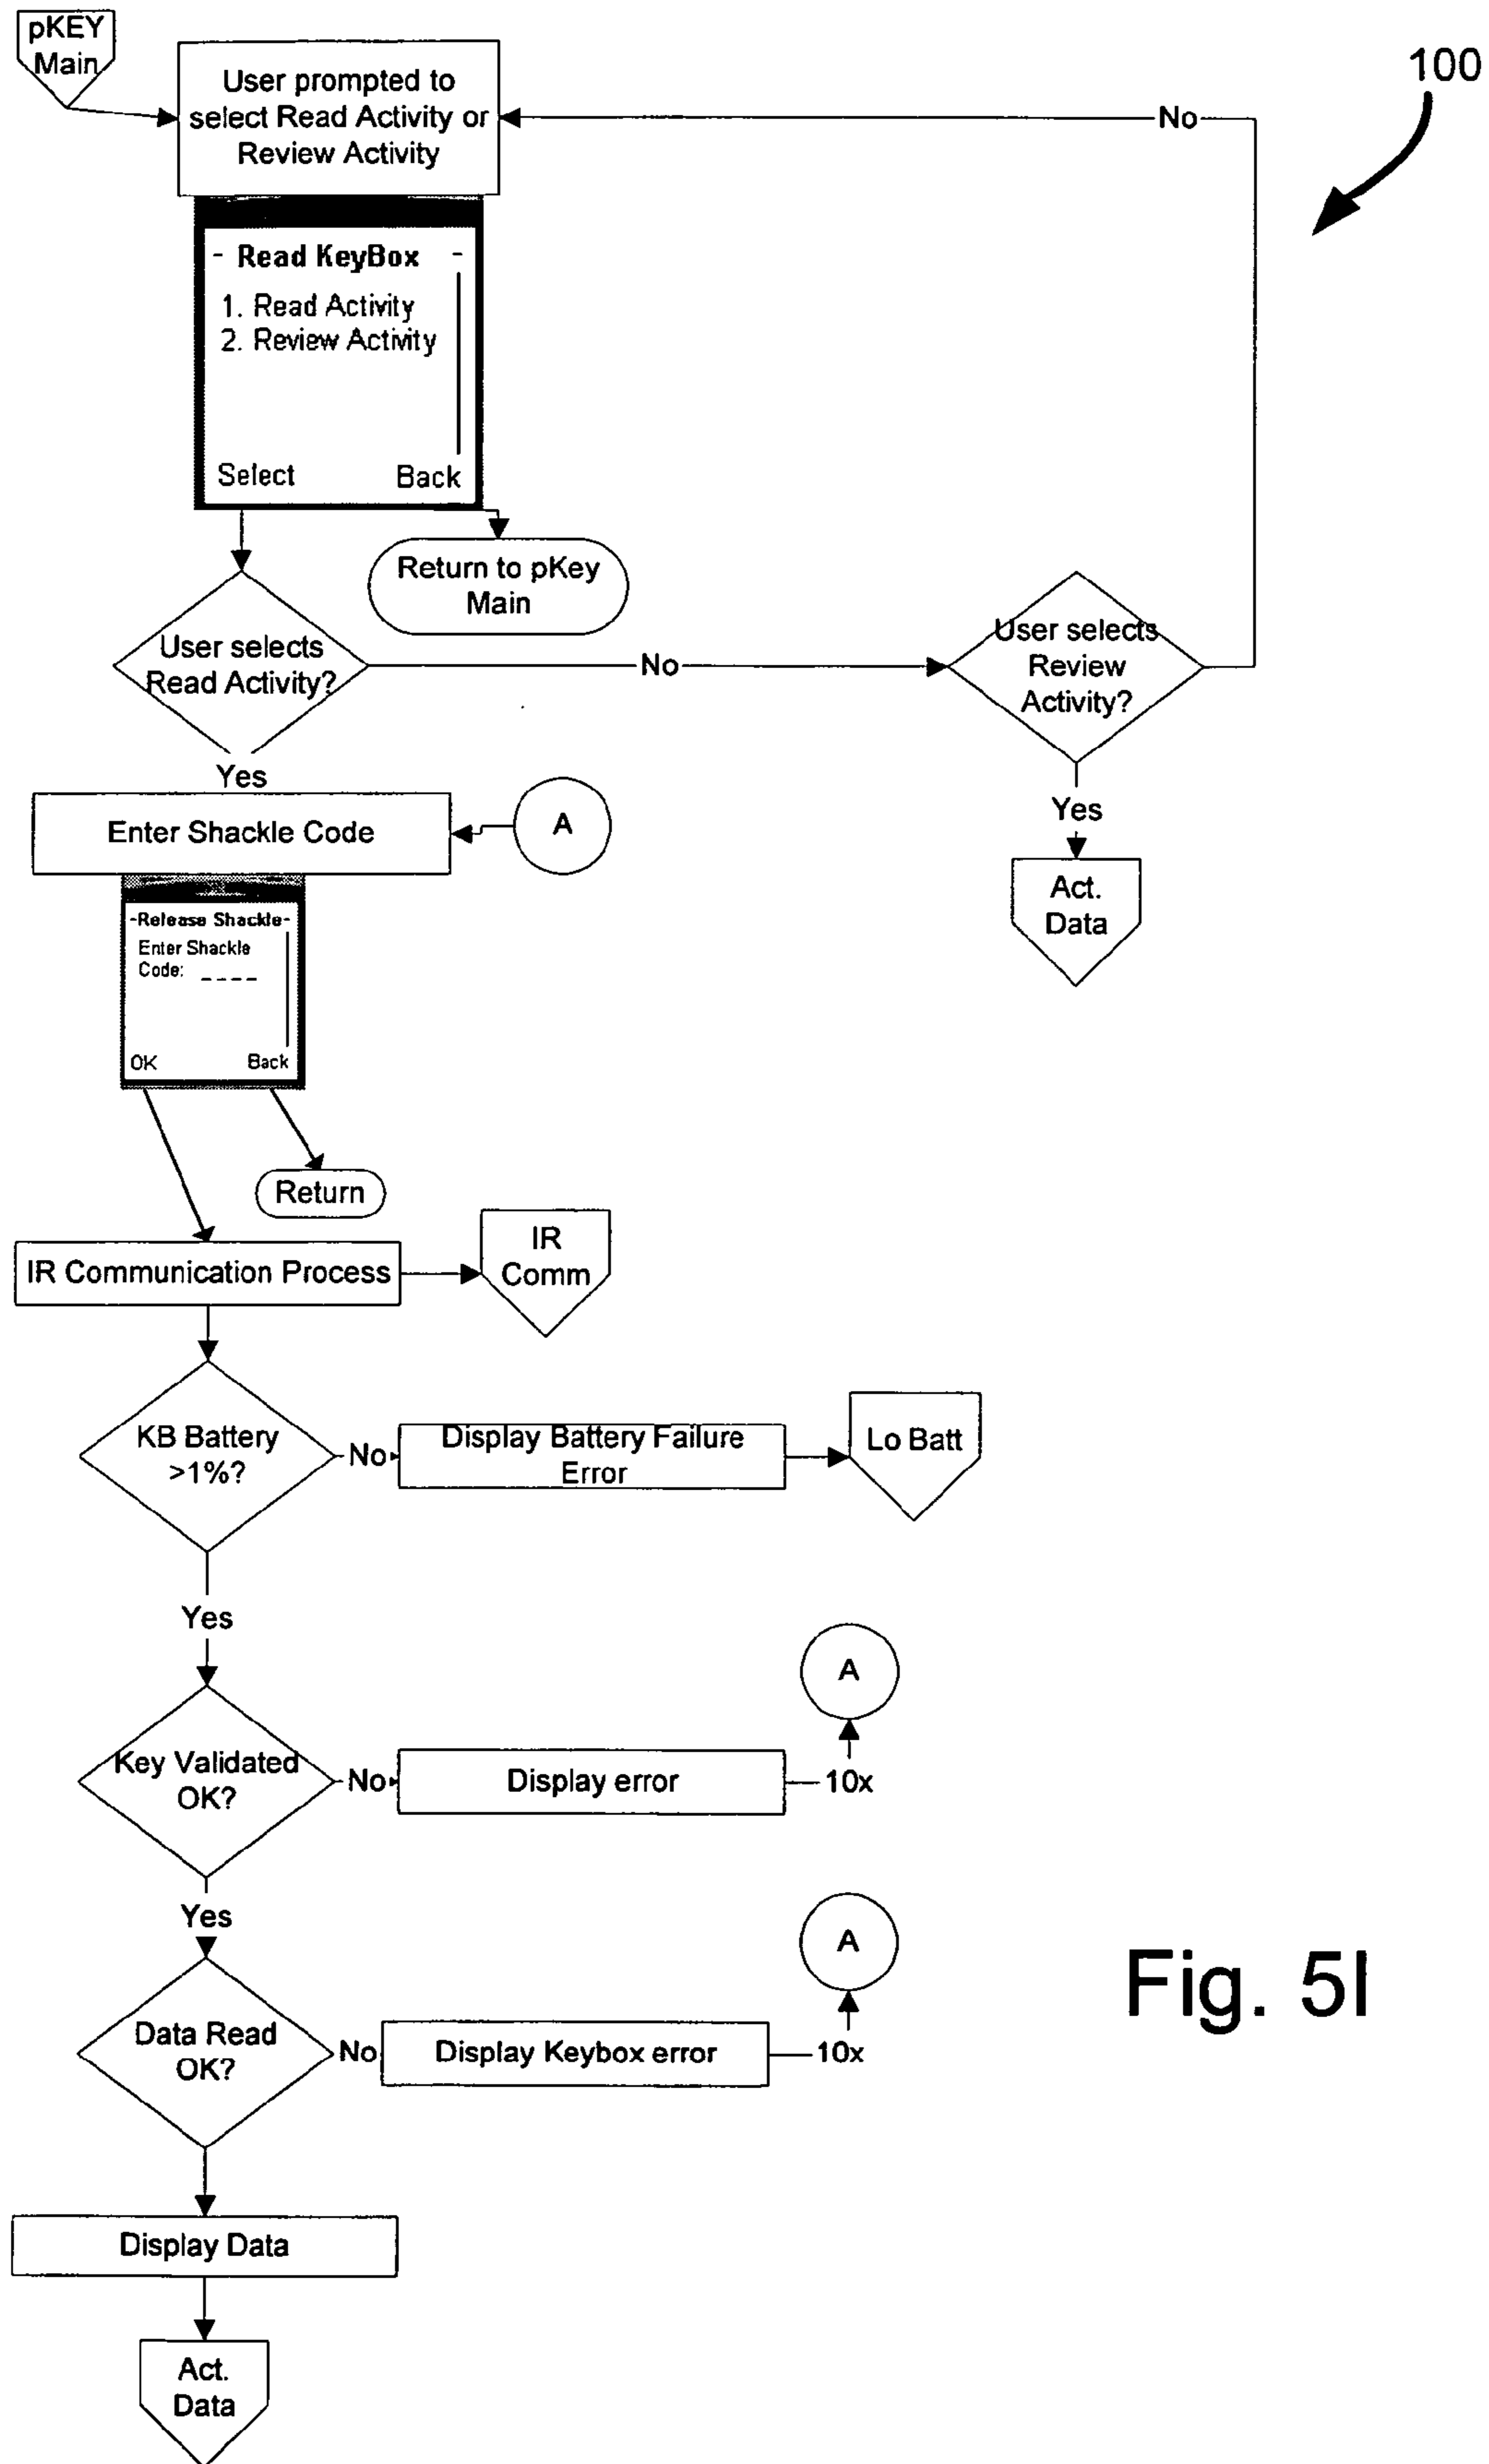 pKEY
Main
100
User prompted to
select Read Activity or
Review Activity
No
- Read KeyBox -
1. Read Activity
2. Review Activity
Select Back
Return to pKey
Main
User selects
Read Activity?
No
User selects
Review
Activity?
Yes
Yes
Enter Shackle Code
A
Act.
Data
-Release Shackle-
Enter Shackle
Code: _ _ _ _
OK Back
Return
IR Communication Process
IR
Comm
KB Battery
>1%?
No
Display Battery Failure
Error
Lo Batt
Yes
A
Key Validated
OK?
No
Display error
10x
Yes
A
Data Read
OK?
No
Display Keybox error
10x
Fig. 5I
Display Data
Act.
Data